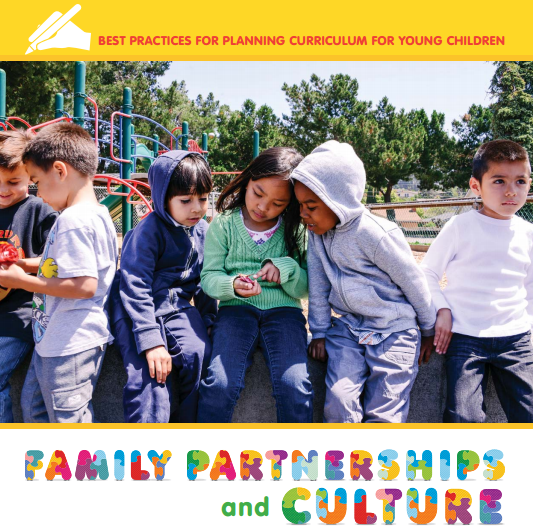 BEST PRACTICES FOR PLANNING CURRICULUM FOR YOUNG CHILDREN
FAMILY PARTNERSHIPS
and CULTURE